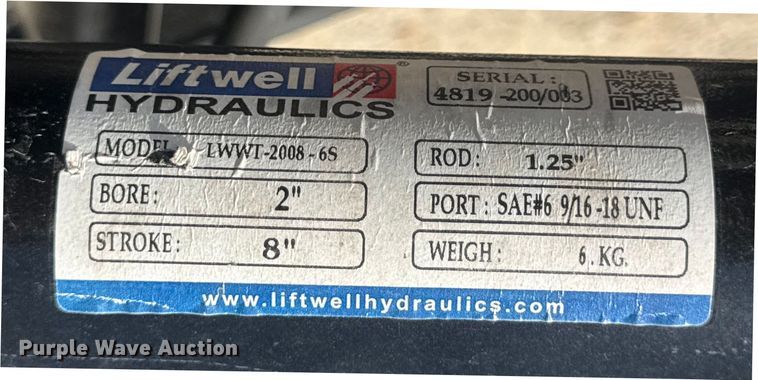 Liftwell ®
HYDRAULICS
SERIAL:
4819-200/003
MODEL LWWT-2008-6S
BORE: 2"
STROKE: 8"
ROD: 1.25"
PORT: SAE#6 9/16-18 UNF
WEIGH: 6.KG.
www.liftwellhydraulics.com
Purple Wave Auction